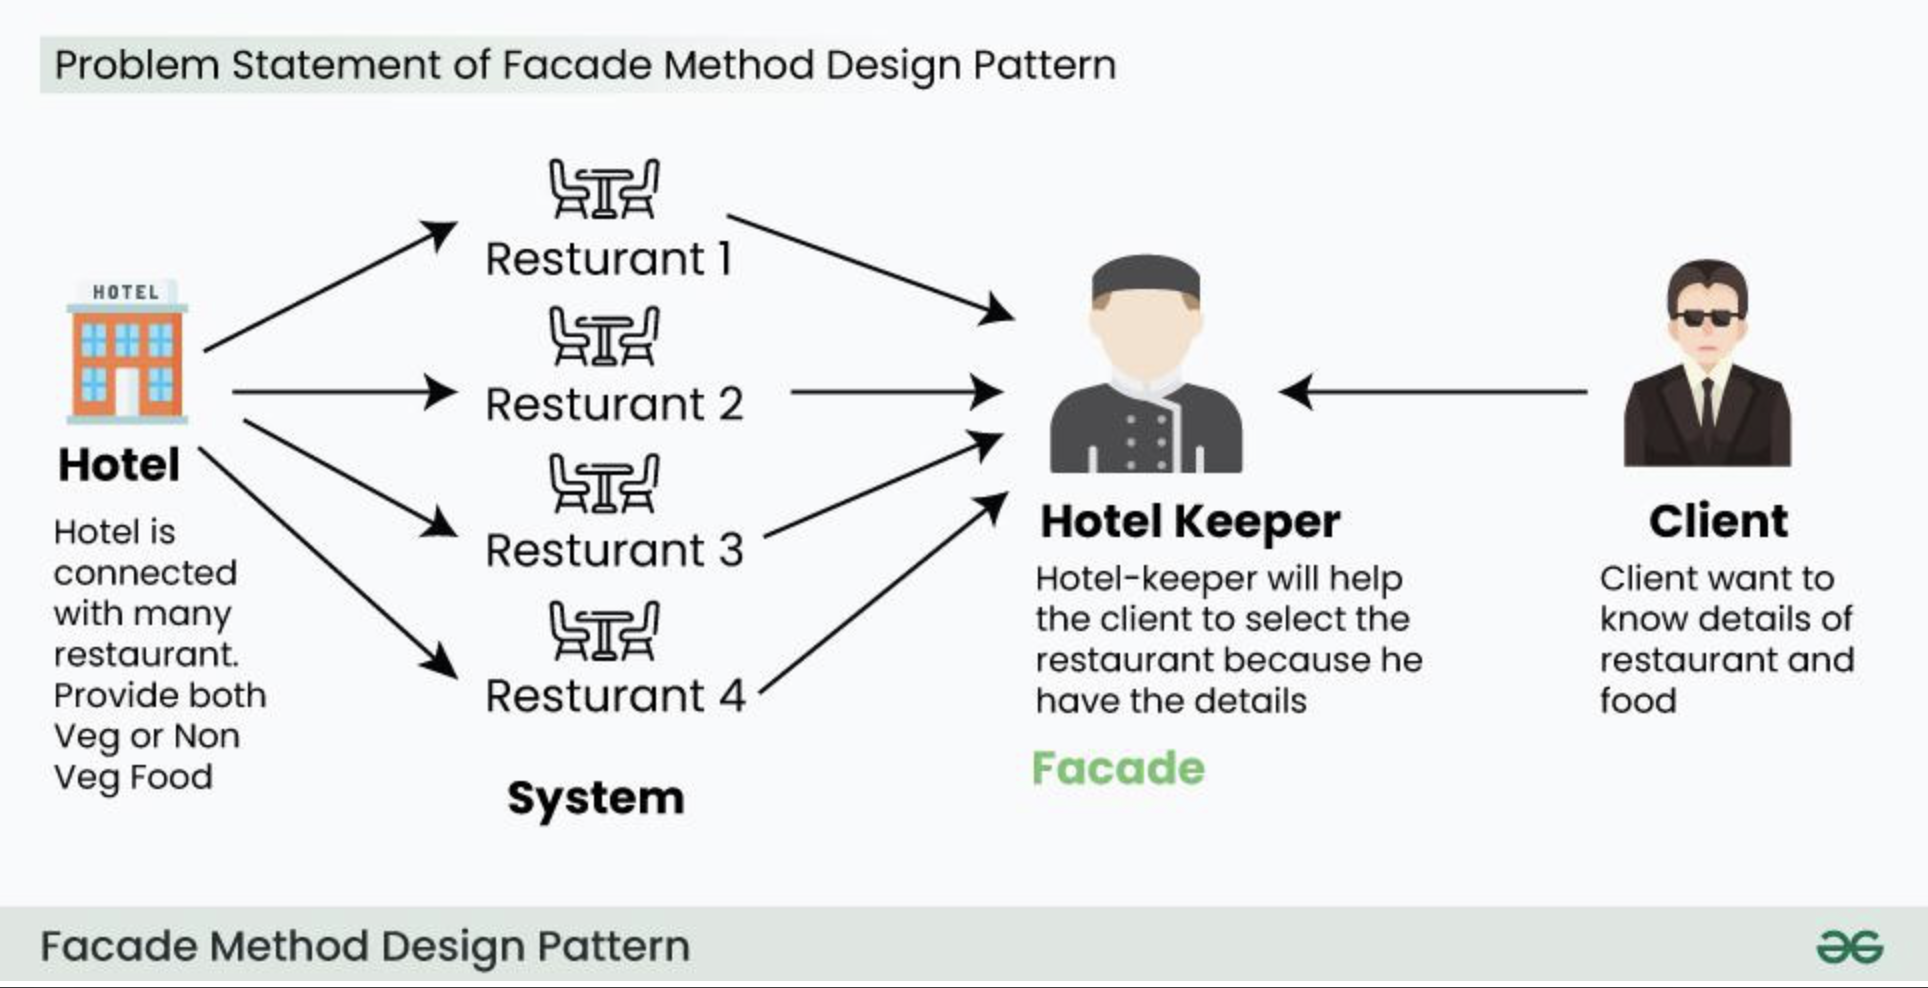 Problem Statement of Facade Method Design Pattern
HOTEL
Hotel
Hotel is
connected
with many
restaurant.
Provide both
Veg or Non
Veg Food
Resturant 1
Resturant 2
Resturant 3
Resturant 4
System
Hotel Keeper
Hotel-keeper will help
the client to select the
restaurant because he
have the details
Facade
Client
Client want to
know details of
restaurant and
food
Facade Method Design Pattern